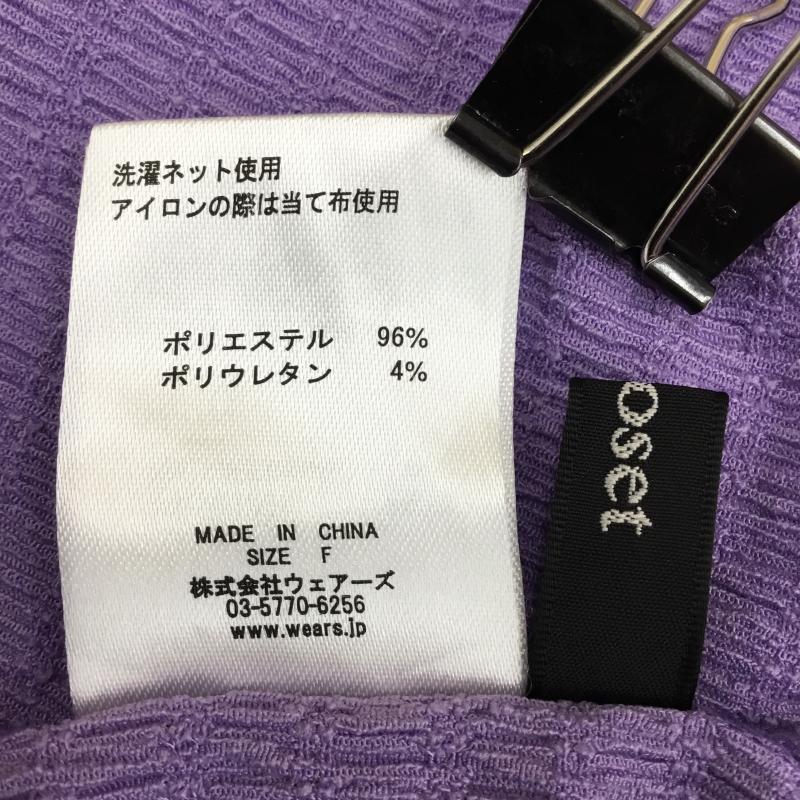 洗濯ネット使用
アイロンの際は当て布使用
ポリエステル 96%
ポリウレタン 4%
MADE IN CHINA
SIZE F
株式会社ウェアーズ
03-5770-6256
www.wears.jp
oset